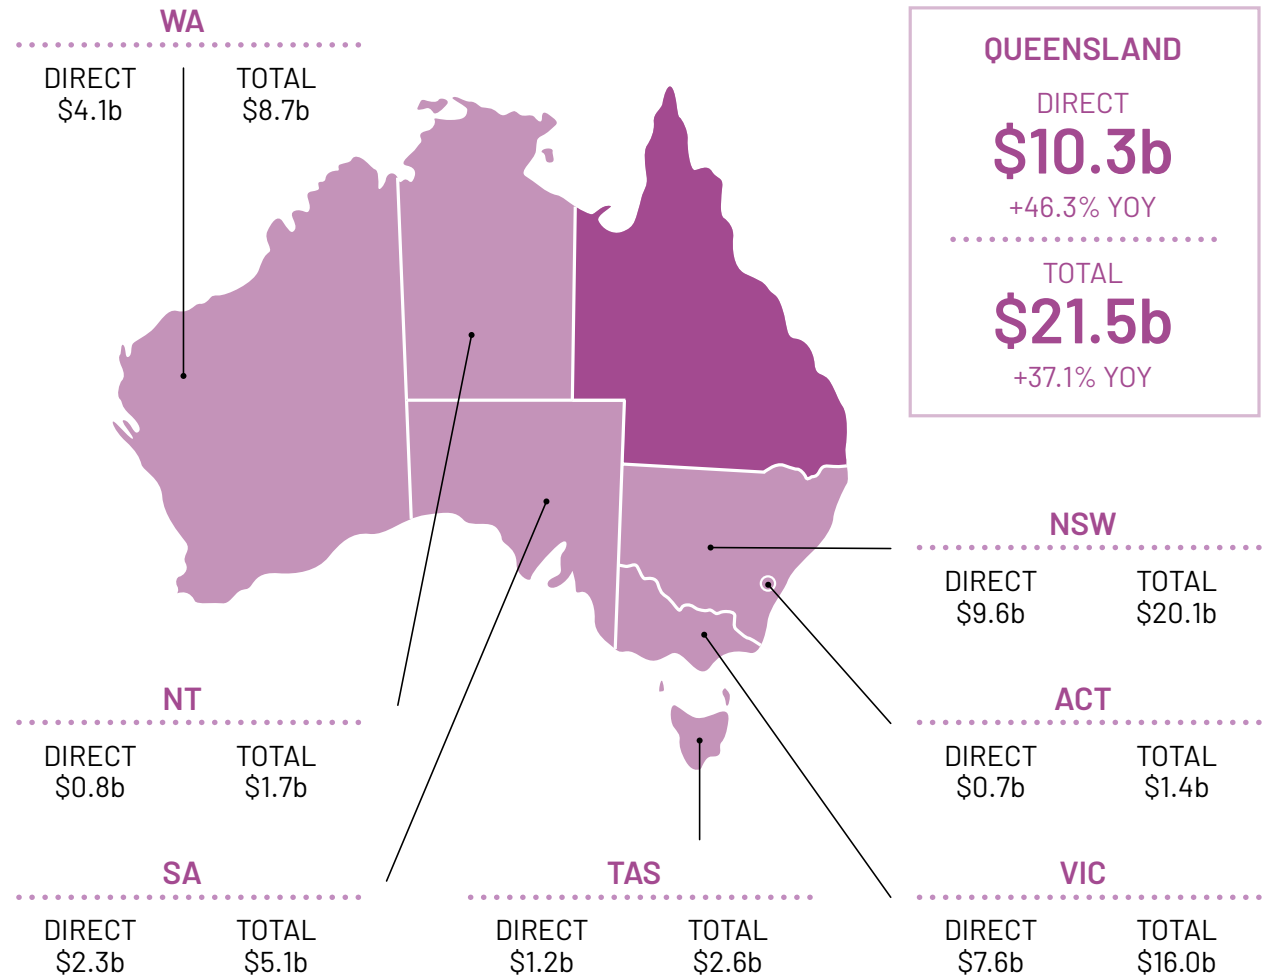 WA
DIRECT TOTAL
$4.1b $8.7b
QUEENSLAND
DIRECT
$10.3b
+46.3% YOY
TOTAL
$21.5b
+37.1% YOY
NSW
DIRECT TOTAL
$9.6b $20.1b
NT
DIRECT TOTAL
$0.8b $1.7b
ACT
DIRECT TOTAL
$0.7b $1.4b
SA
DIRECT TOTAL
$2.3b $5.1b
TAS
DIRECT TOTAL
$1.2b $2.6b
VIC
DIRECT TOTAL
$7.6b $16.0b